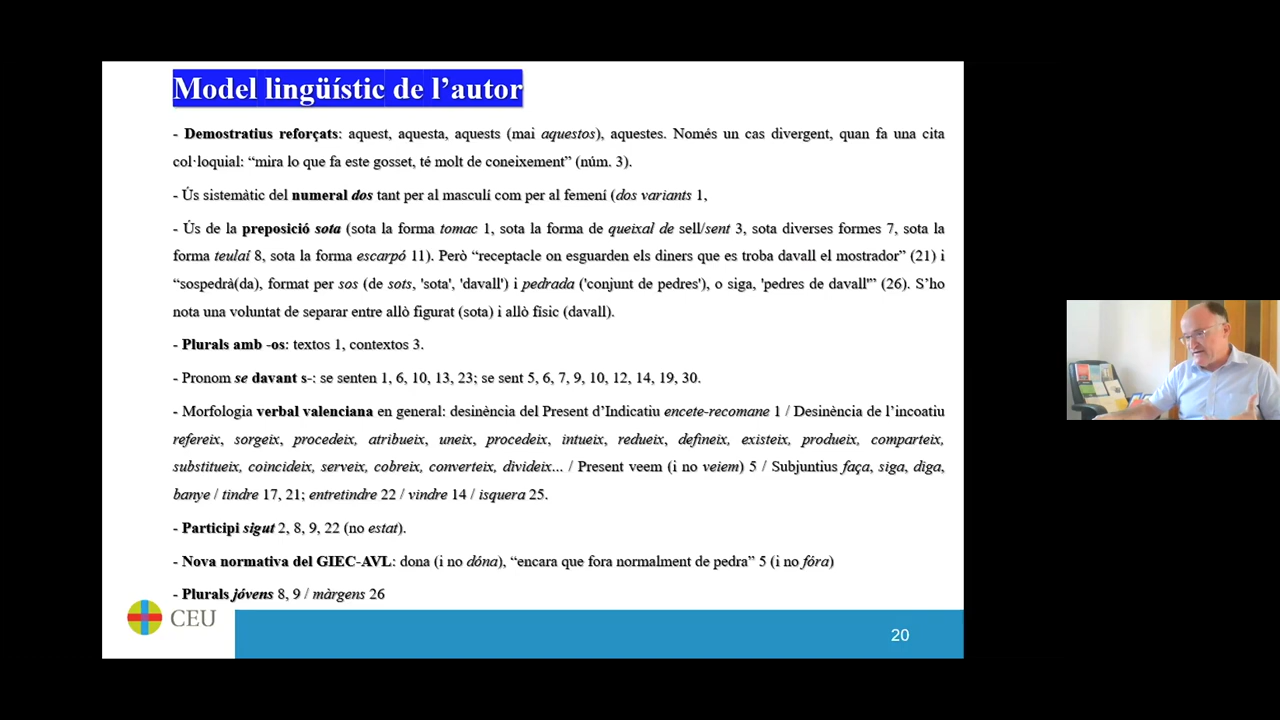 Model lingüístic de l’autor
- Demostratius reforçats: aquest, aquesta, aquests (mai aquestos), aquestes. Només un cas divergent, quan fa una cita
col·loquial: “mira lo que fa este gosset, té molt de coneixement” (núm. 3).
- Ús sistemàtic del numeral dos tant per al masculí com per al femení (dos variants 1,
- Ús de la preposició sota (sota la forma tomac 1, sota la forma de queixal de sell/sent 3, sota diverses formes 7, sota la
forma teulaí 8, sota la forma escarpó 11). Però “receptacle on esguarden els diners que es troba davall el mostrador” (21) i
“sospedrà(da), format per sos (de sots, 'sota', 'davall') i pedrada ('conjunt de pedres'), o siga, 'pedres de davall'” (26). S’ho
nota una voluntat de separar entre allò figurat (sota) i allò físic (davall).
- Plurals amb -os: textos 1, contextos 3.
- Pronom se davant s-: se senten 1, 6, 10, 13, 23; se sent 5, 6, 7, 9, 10, 12, 14, 19, 30.
- Morfologia verbal valenciana en general: desinència del Present d’Indicatiu encete-recomane 1 / Desinència de l’incoatiu
refereix, sorgeix, procedeix, atribueix, uneix, procedeix, intueix, redueix, defineix, existeix, produeix, comparteix,
substitueix, coincideix, serveix, cobreix, converteix, divideix... / Present veem (i no veiem) 5 / Subjuntius faça, siga, diga,
banye / tindre 17, 21; entretindre 22 / vindre 14 / isquera 25.
- Participi sigut 2, 8, 9, 22 (no estat).
- Nova normativa del GIEC-AVL: dona (i no dóna), “encara que fora normalment de pedra” 5 (i no fóra)
- Plurals jóvens 8, 9 / màrgens 26
CEU
20